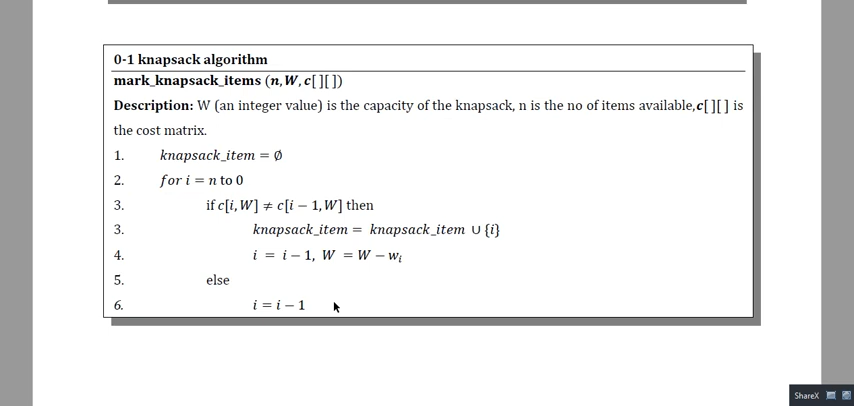 0-1 knapsack algorithm
mark_knapsack_items (n, W, c[ ][ ])
Description: W (an integer value) is the capacity of the knapsack, n is the no of items available,c[ ][ ] is
the cost matrix.
1. knapsack_item = ∅
2. for i = n to 0
3. if c[i, W] ≠ c[i − 1, W] then
3. knapsack_item = knapsack_item ∪ {i}
4. i = i − 1, W = W − wᵢ
5. else
6. i = i − 1
ShareX